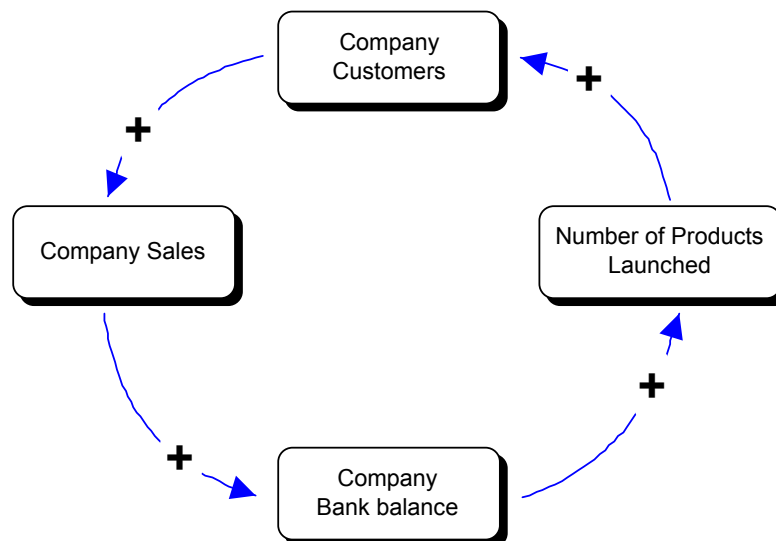 Company
Customers
+
+
Company Sales
Number of Products
Launched
+
+
Company
Bank balance